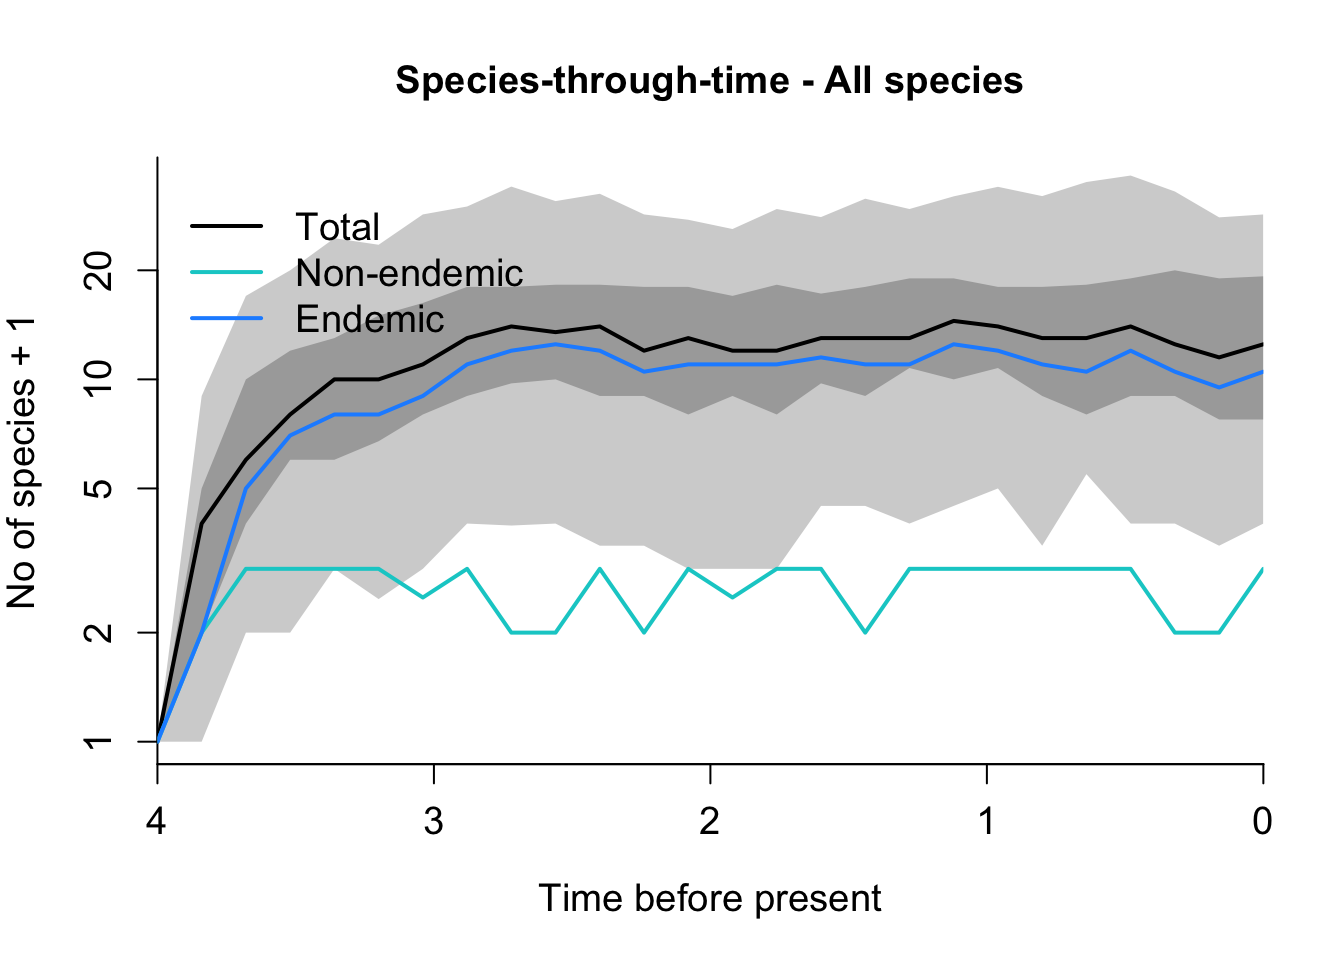 Species-through-time - All species
Total
Non-endemic
Endemic
No of species + 1
20
10
5
2
1
4 3 2 1 0
Time before present